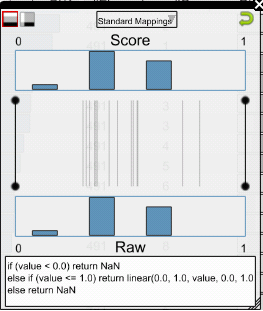 Standard Mappings
0 1
Score
0 1
Raw
if (value < 0.0) return NaN
else if (value <= 1.0) return linear(0.0, 1.0, value, 0.0, 1.0
else return NaN